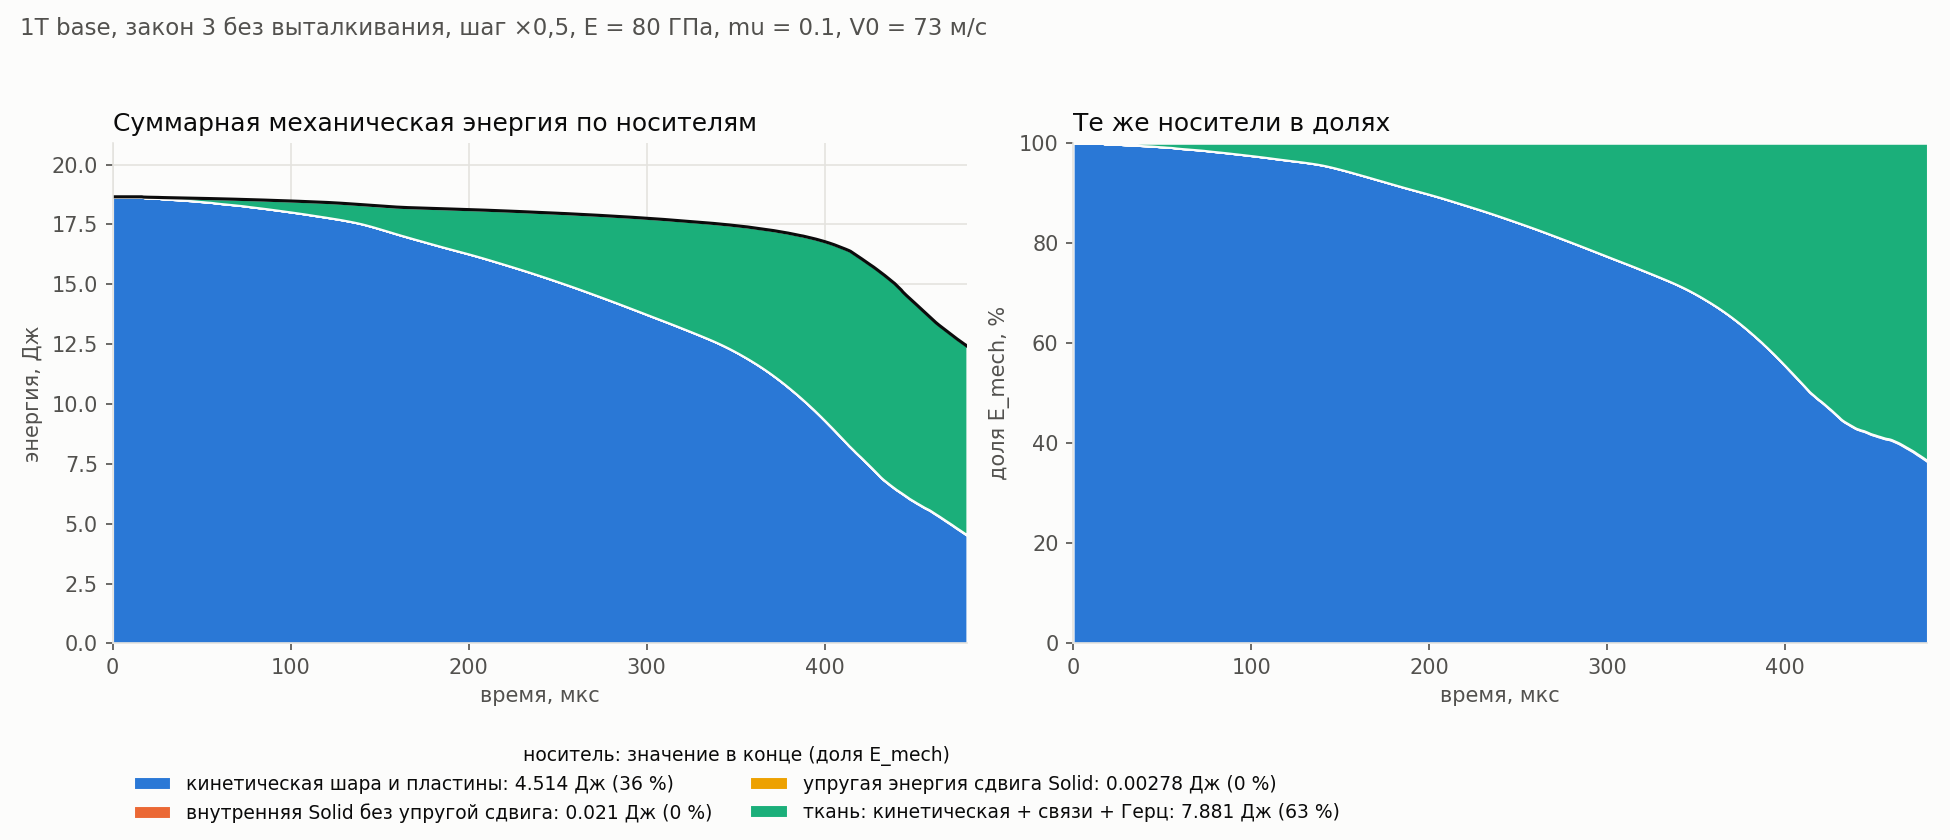 1T base, закон 3 без выталкивания, шаг ×0,5, E = 80 ГПа, mu = 0.1, V0 = 73 м/с
Суммарная механическая энергия по носителям
20.0
17.5
15.0
12.5
10.0
7.5
5.0
2.5
0.0
энергия, Дж
0 100 200 300 400
время, мкс
Те же носители в долях
100
80
60
40
20
0
доля E_mech, %
0 100 200 300 400
время, мкс
носитель: значение в конце (доля E_mech)
кинетическая шара и пластины: 4.514 Дж (36 %)
внутренняя Solid без упругой сдвига: 0.021 Дж (0 %)
упругая энергия сдвига Solid: 0.00278 Дж (0 %)
ткань: кинетическая + связи + Герц: 7.881 Дж (63 %)